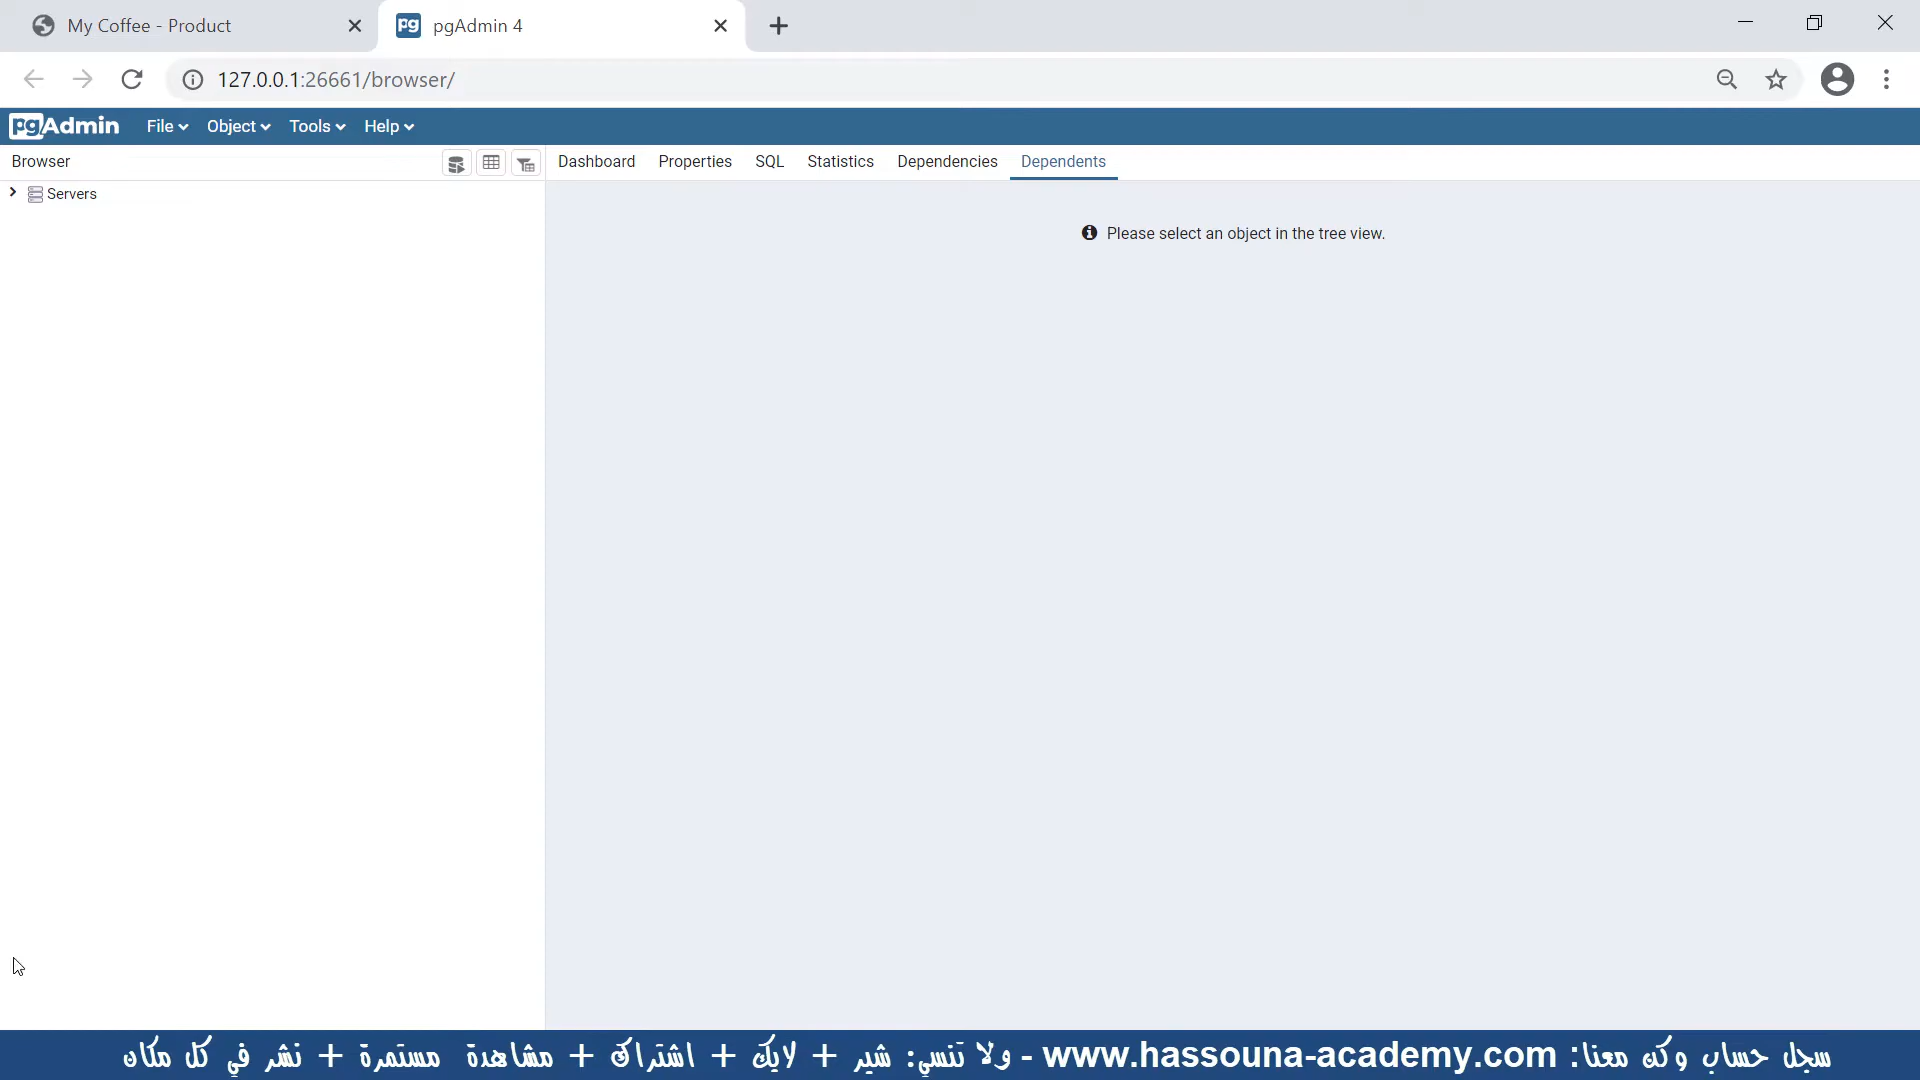 My Coffee - Product
pgAdmin 4
127.0.0.1:26661/browser/
pgAdmin File Object Tools Help
Browser
Dashboard Properties SQL Statistics Dependencies Dependents
Servers
Please select an object in the tree view.
سجل حساب وكن معنا: www.hassouna-academy.com - ولا تنسى: شير + لايك + اشتراك + مشاهدة مستمرة + نشر في كل مكان